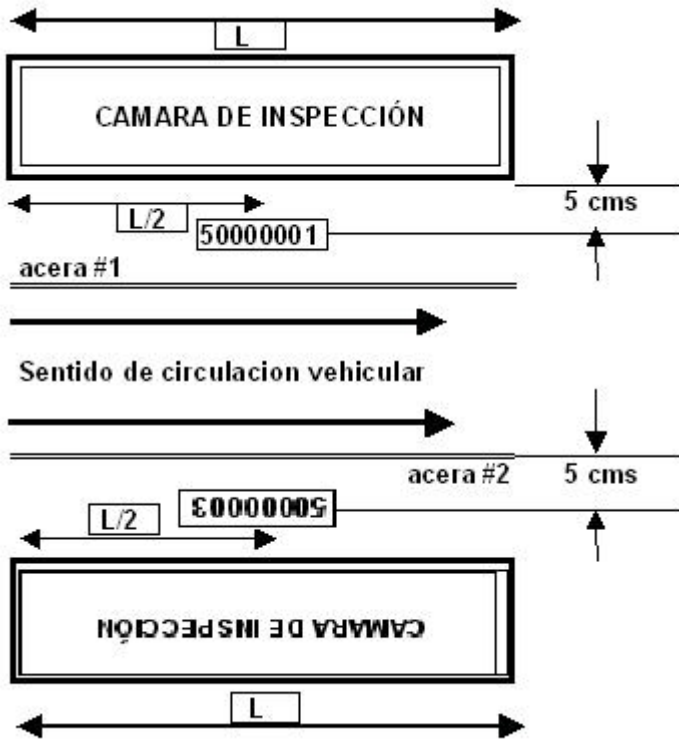 L
CAMARA DE INSPECCIÓN
5 cms
L/2
50000001
acera #1
Sentido de circulacion vehicular
acera #2 5 cms
L/2
50000003
CAMARA DE INSPECCIÓN
L